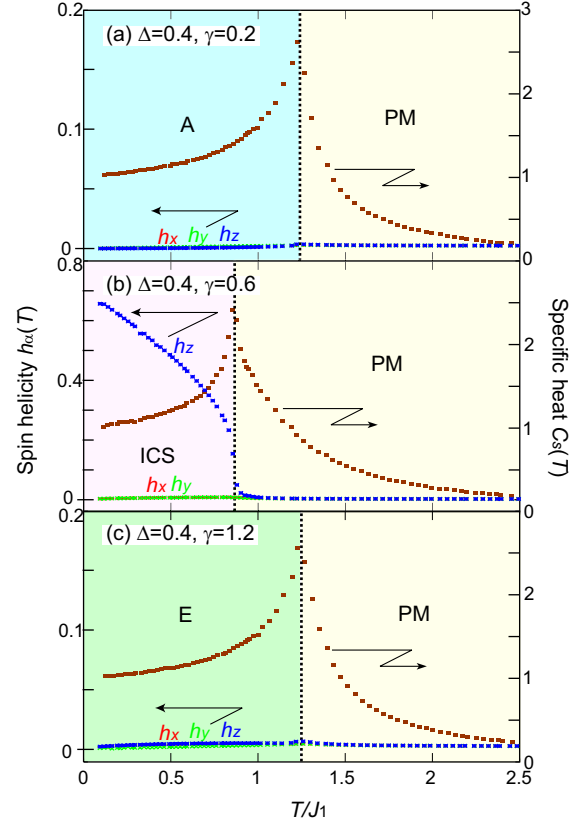 0.2
(a) Δ=0.4, γ=0.2
3
A
PM
2
0.1
1
hx hy hz
0
0
0.8
(b) Δ=0.4, γ=0.6
hz
PM
2
0.4
1
ICS
hx hy
0
0
0.2
(c) Δ=0.4, γ=1.2
E
PM
2
0.1
1
hx hy hz
0
0
0 0.5 1 1.5 2 2.5
T/J1
Spin helicity hα(T)
Specific heat Cs(T)